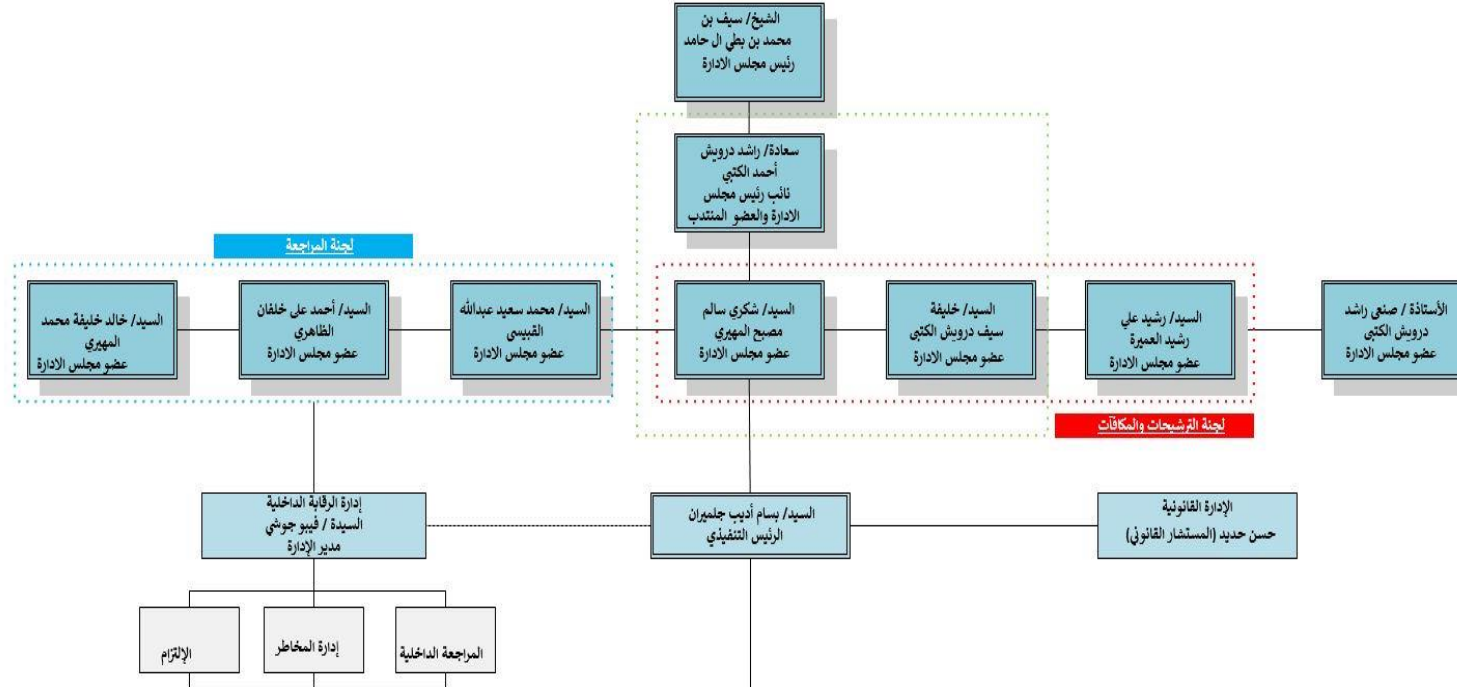 الشيخ/ سيف بن
محمد بن بطي ال حامد
رئيس مجلس الادارة
سعادة/ راشد درويش
أحمد الكتبي
نائب رئيس مجلس
الادارة والعضو المنتدب
لجنة المراجعة
الأستاذة / صنعى راشد
درويش الكتبى
عضو مجلس الادارة
السيد/ رشيد علي
رشيد العميرة
عضو مجلس الادارة
السيد/ خليفة
سيف درويش الكتبى
عضو مجلس الادارة
السيد/ شكري سالم
مصبح المهيري
عضو مجلس الادارة
السيد/ محمد سعيد عبدالله
القبيسى
عضو مجلس الادارة
السيد/ أحمد على خلفان
الظاهري
عضو مجلس الادارة
السيد/ خالد خليفة محمد
المهيري
عضو مجلس الادارة
لجنة الترشيحات والمكافآت
الإدارة القانونية
حسن حديد (المستشار القانوني)
السيد/ بسام أديب جلميران
الرئيس التنفيذي
إدارة الرقابة الداخلية
السيدة / فيبو جوشي
مدير الإدارة
المراجعة الداخلية
إدارة المخاطر
الإلتزام